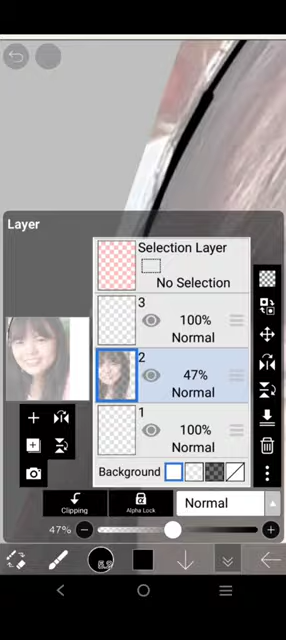 Layer
Selection Layer
No Selection
3
100%
Normal
2
47%
Normal
1
100%
Normal
Background
Clipping
Alpha Lock
Normal
47%